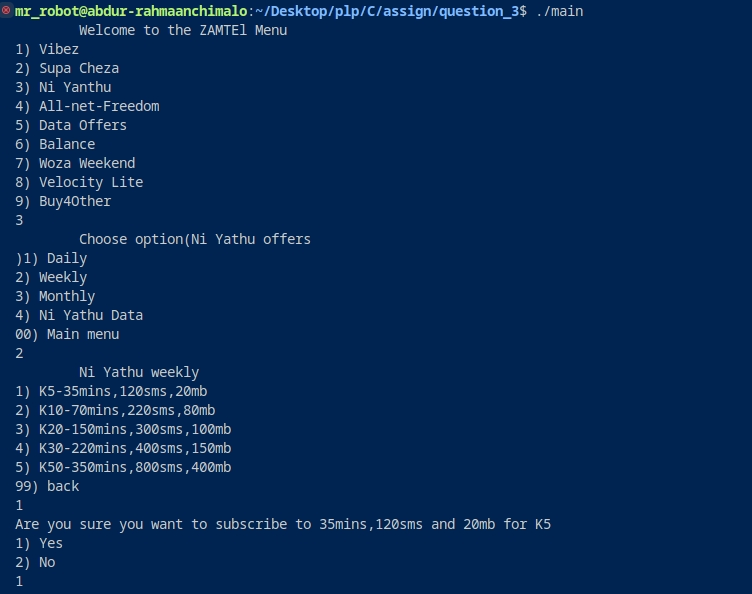 mr_robot@abdur-rahmaanchimalo:~/Desktop/plp/C/assign/question_3$ ./main
Welcome to the ZAMTEl Menu
1) Vibez
2) Supa Cheza
3) Ni Yanthu
4) All-net-Freedom
5) Data Offers
6) Balance
7) Woza Weekend
8) Velocity Lite
9) Buy4Other
3
Choose option(Ni Yathu offers
)1) Daily
2) Weekly
3) Monthly
4) Ni Yathu Data
00) Main menu
2
Ni Yathu weekly
1) K5-35mins,120sms,20mb
2) K10-70mins,220sms,80mb
3) K20-150mins,300sms,100mb
4) K30-220mins,400sms,150mb
5) K50-350mins,800sms,400mb
99) back
1
Are you sure you want to subscribe to 35mins,120sms and 20mb for K5
1) Yes
2) No
1